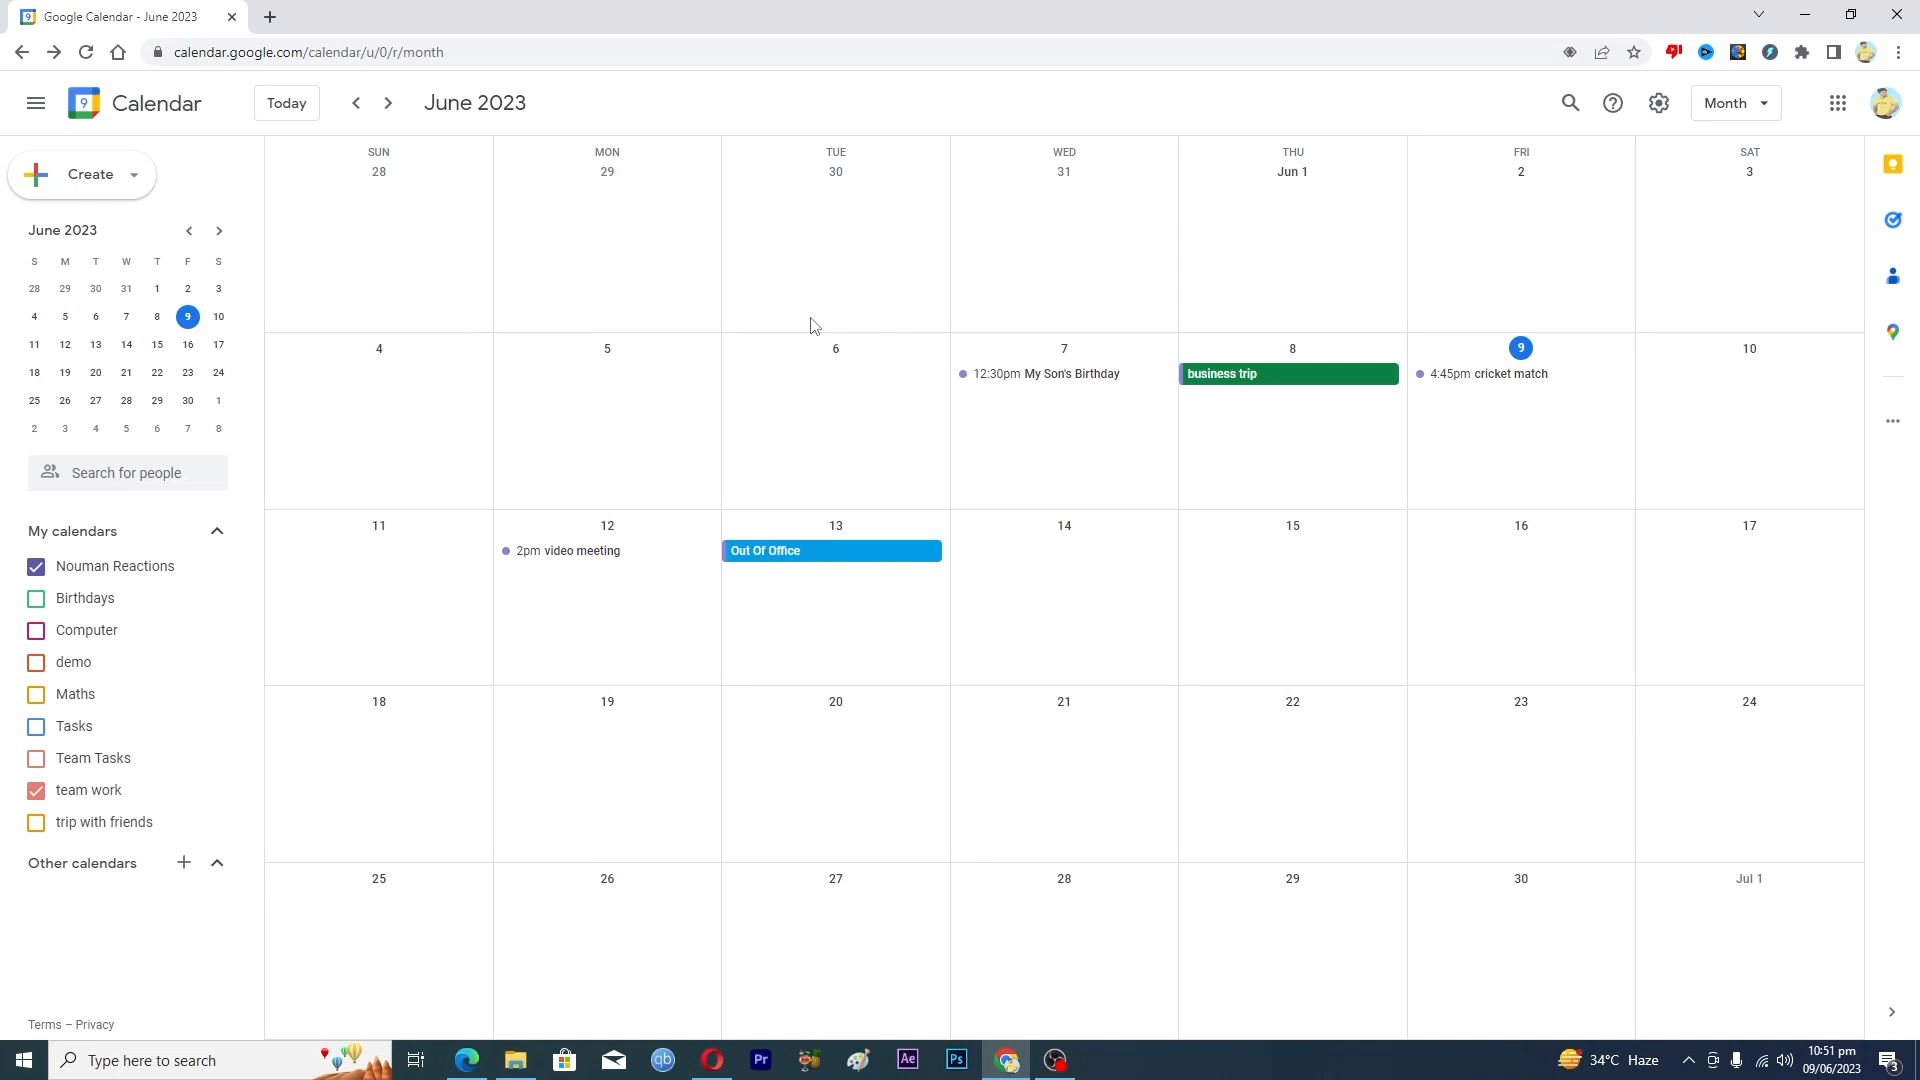 Google Calendar - June 2023
calendar.google.com/calendar/u/0/r/month
9 Calendar Today June 2023 Month
Create
June 2023
S M T W T F S
28 29 30 31 1 2 3
4 5 6 7 8 9 10
11 12 13 14 15 16 17
18 19 20 21 22 23 24
25 26 27 28 29 30 1
2 3 4 5 6 7 8
Search for people
My calendars
Nouman Reactions
Birthdays
Computer
demo
Maths
Tasks
Team Tasks
team work
trip with friends
Other calendars
Terms – Privacy
SUN MON TUE WED THU FRI SAT
28 29 30 31 Jun 1 2 3
4 5 6 7 8 9 10
12:30pm My Son's Birthday business trip 4:45pm cricket match
11 12 13 14 15 16 17
2pm video meeting Out Of Office
18 19 20 21 22 23 24
25 26 27 28 29 30 Jul 1
Type here to search
qb Pr Ae Ps
34°C Haze
10:51 pm
09/06/2023
3